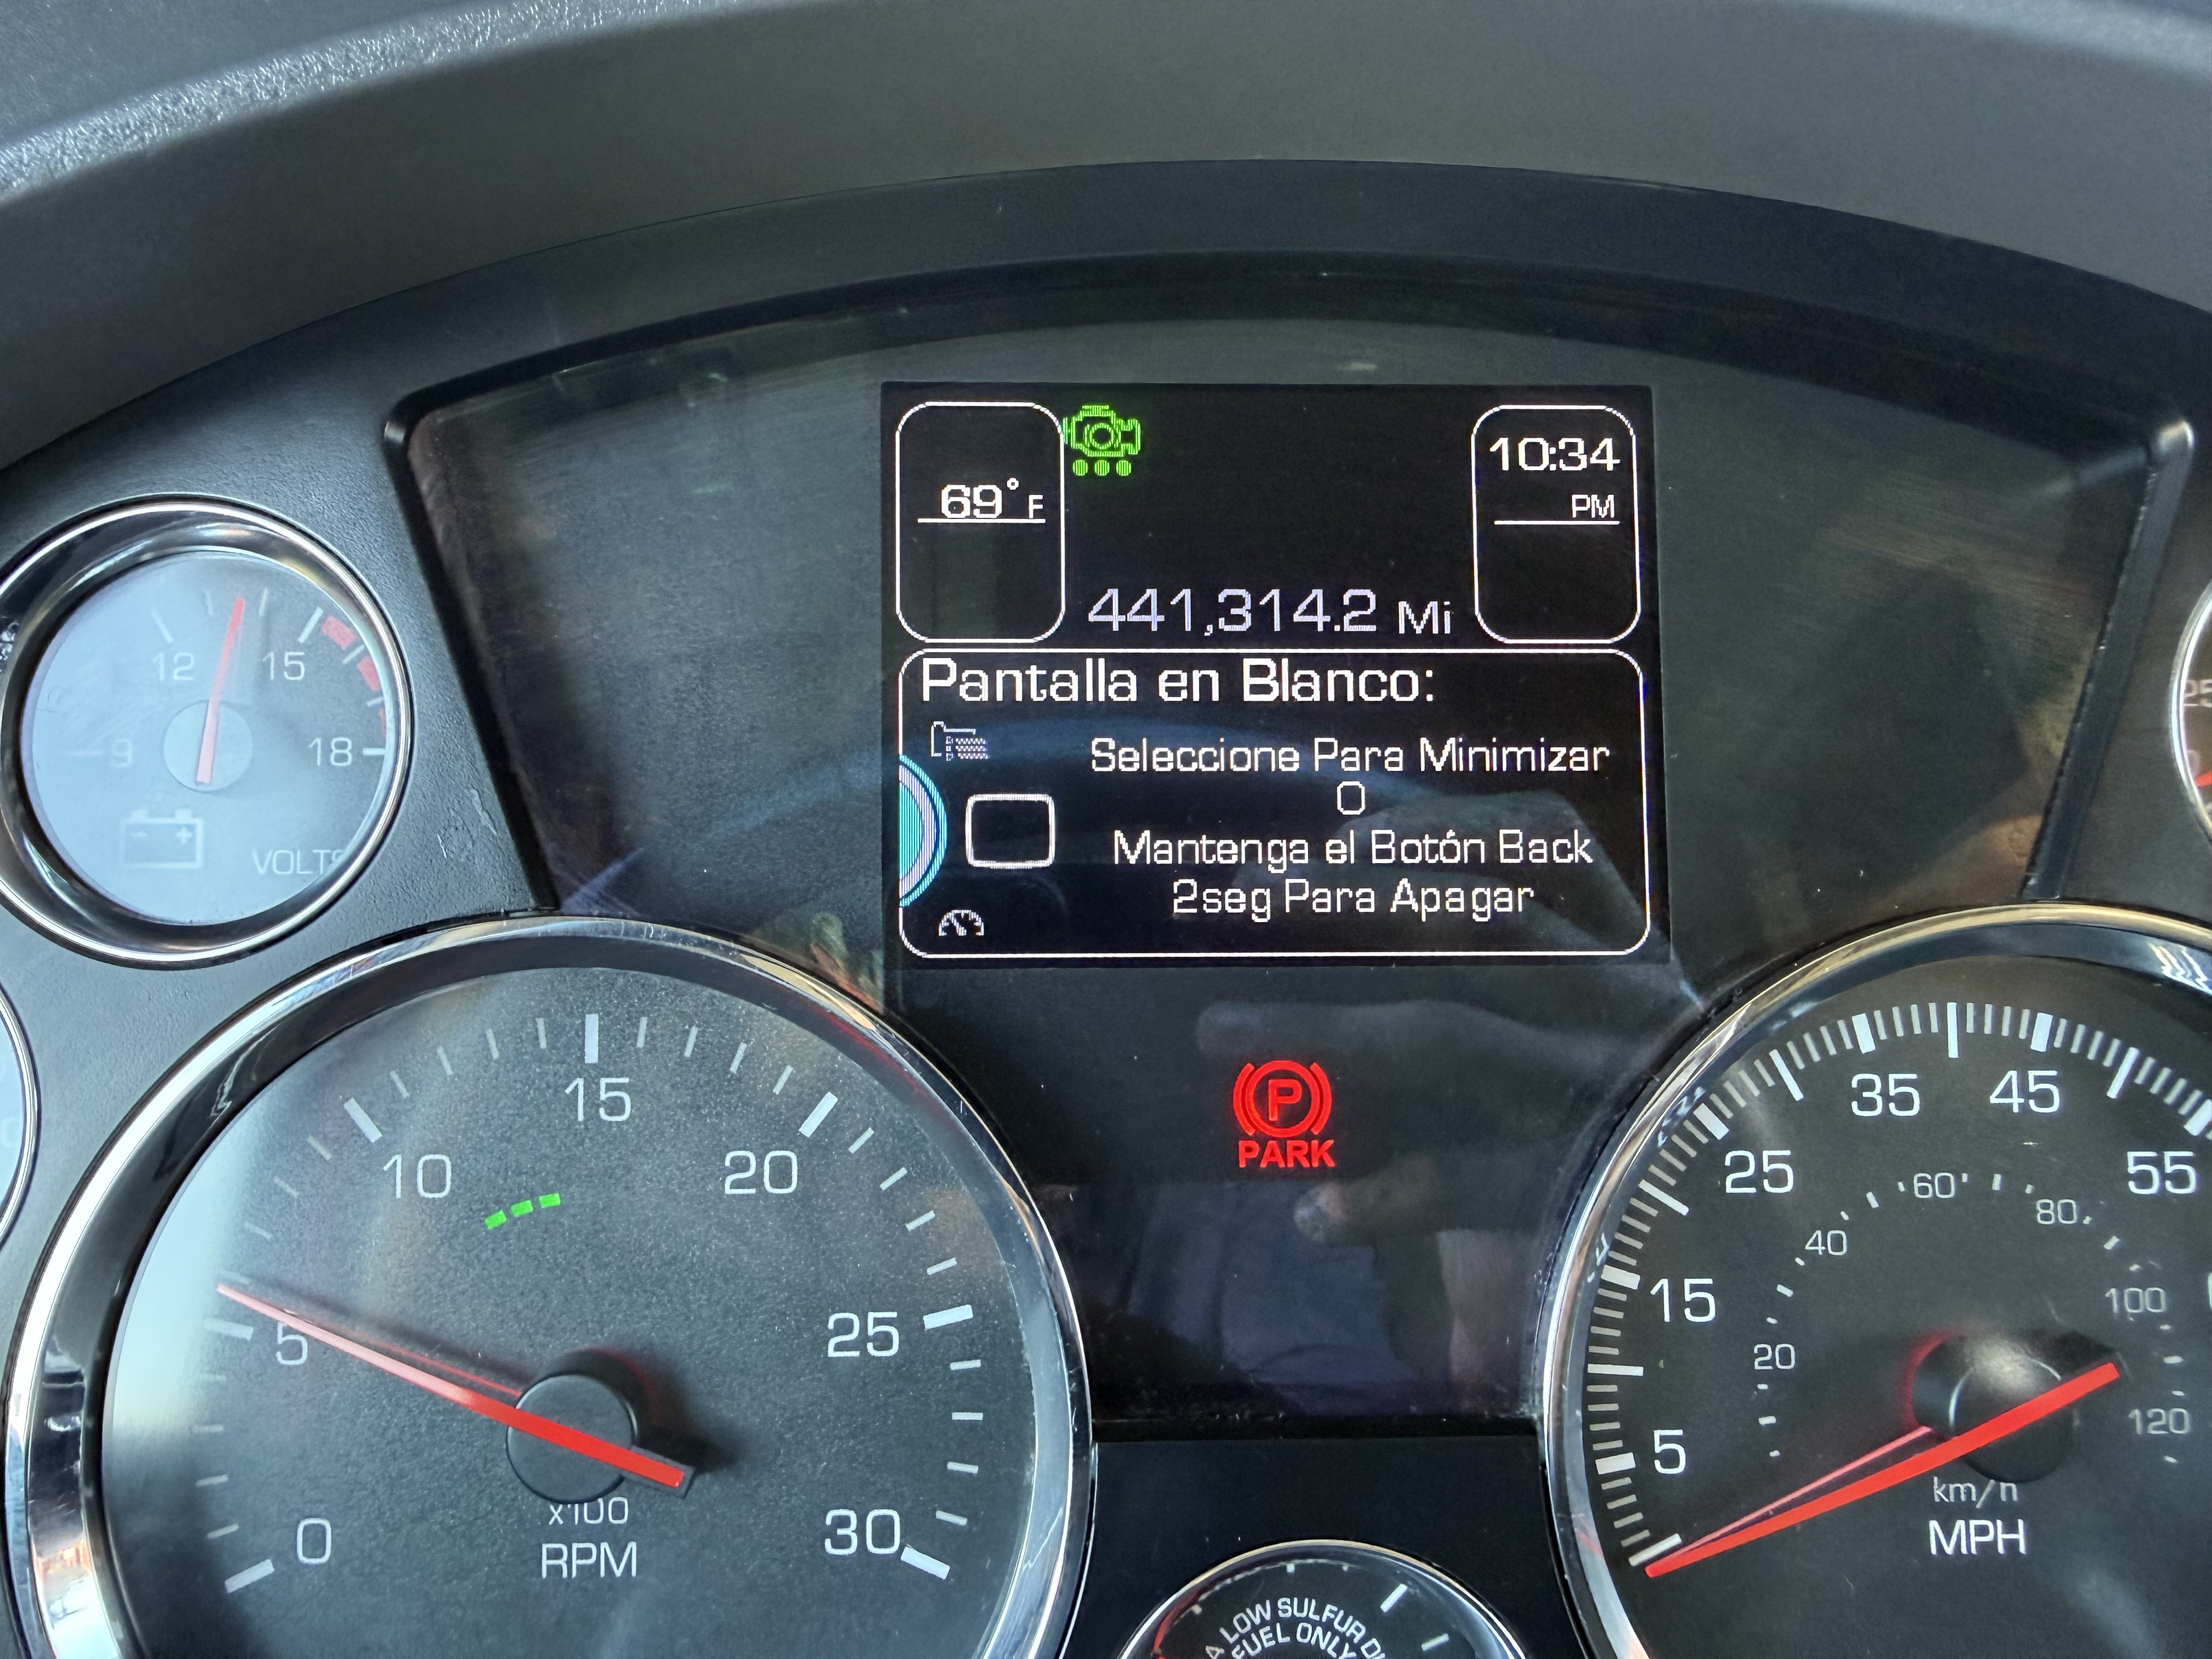 69°F
10:34
PM
441,314.2 Mi
Pantalla en Blanco:
Seleccione Para Minimizar
O
Mantenga el Botón Back
2seg Para Apagar
9 12 15 18
- +
VOLTS
P
PARK
0 5 10 15 20 25 30
x100
RPM
5 15 25 35 45 55
20 40 60 80 100 120
km/h
MPH
LOW SULFUR
FUEL ONLY